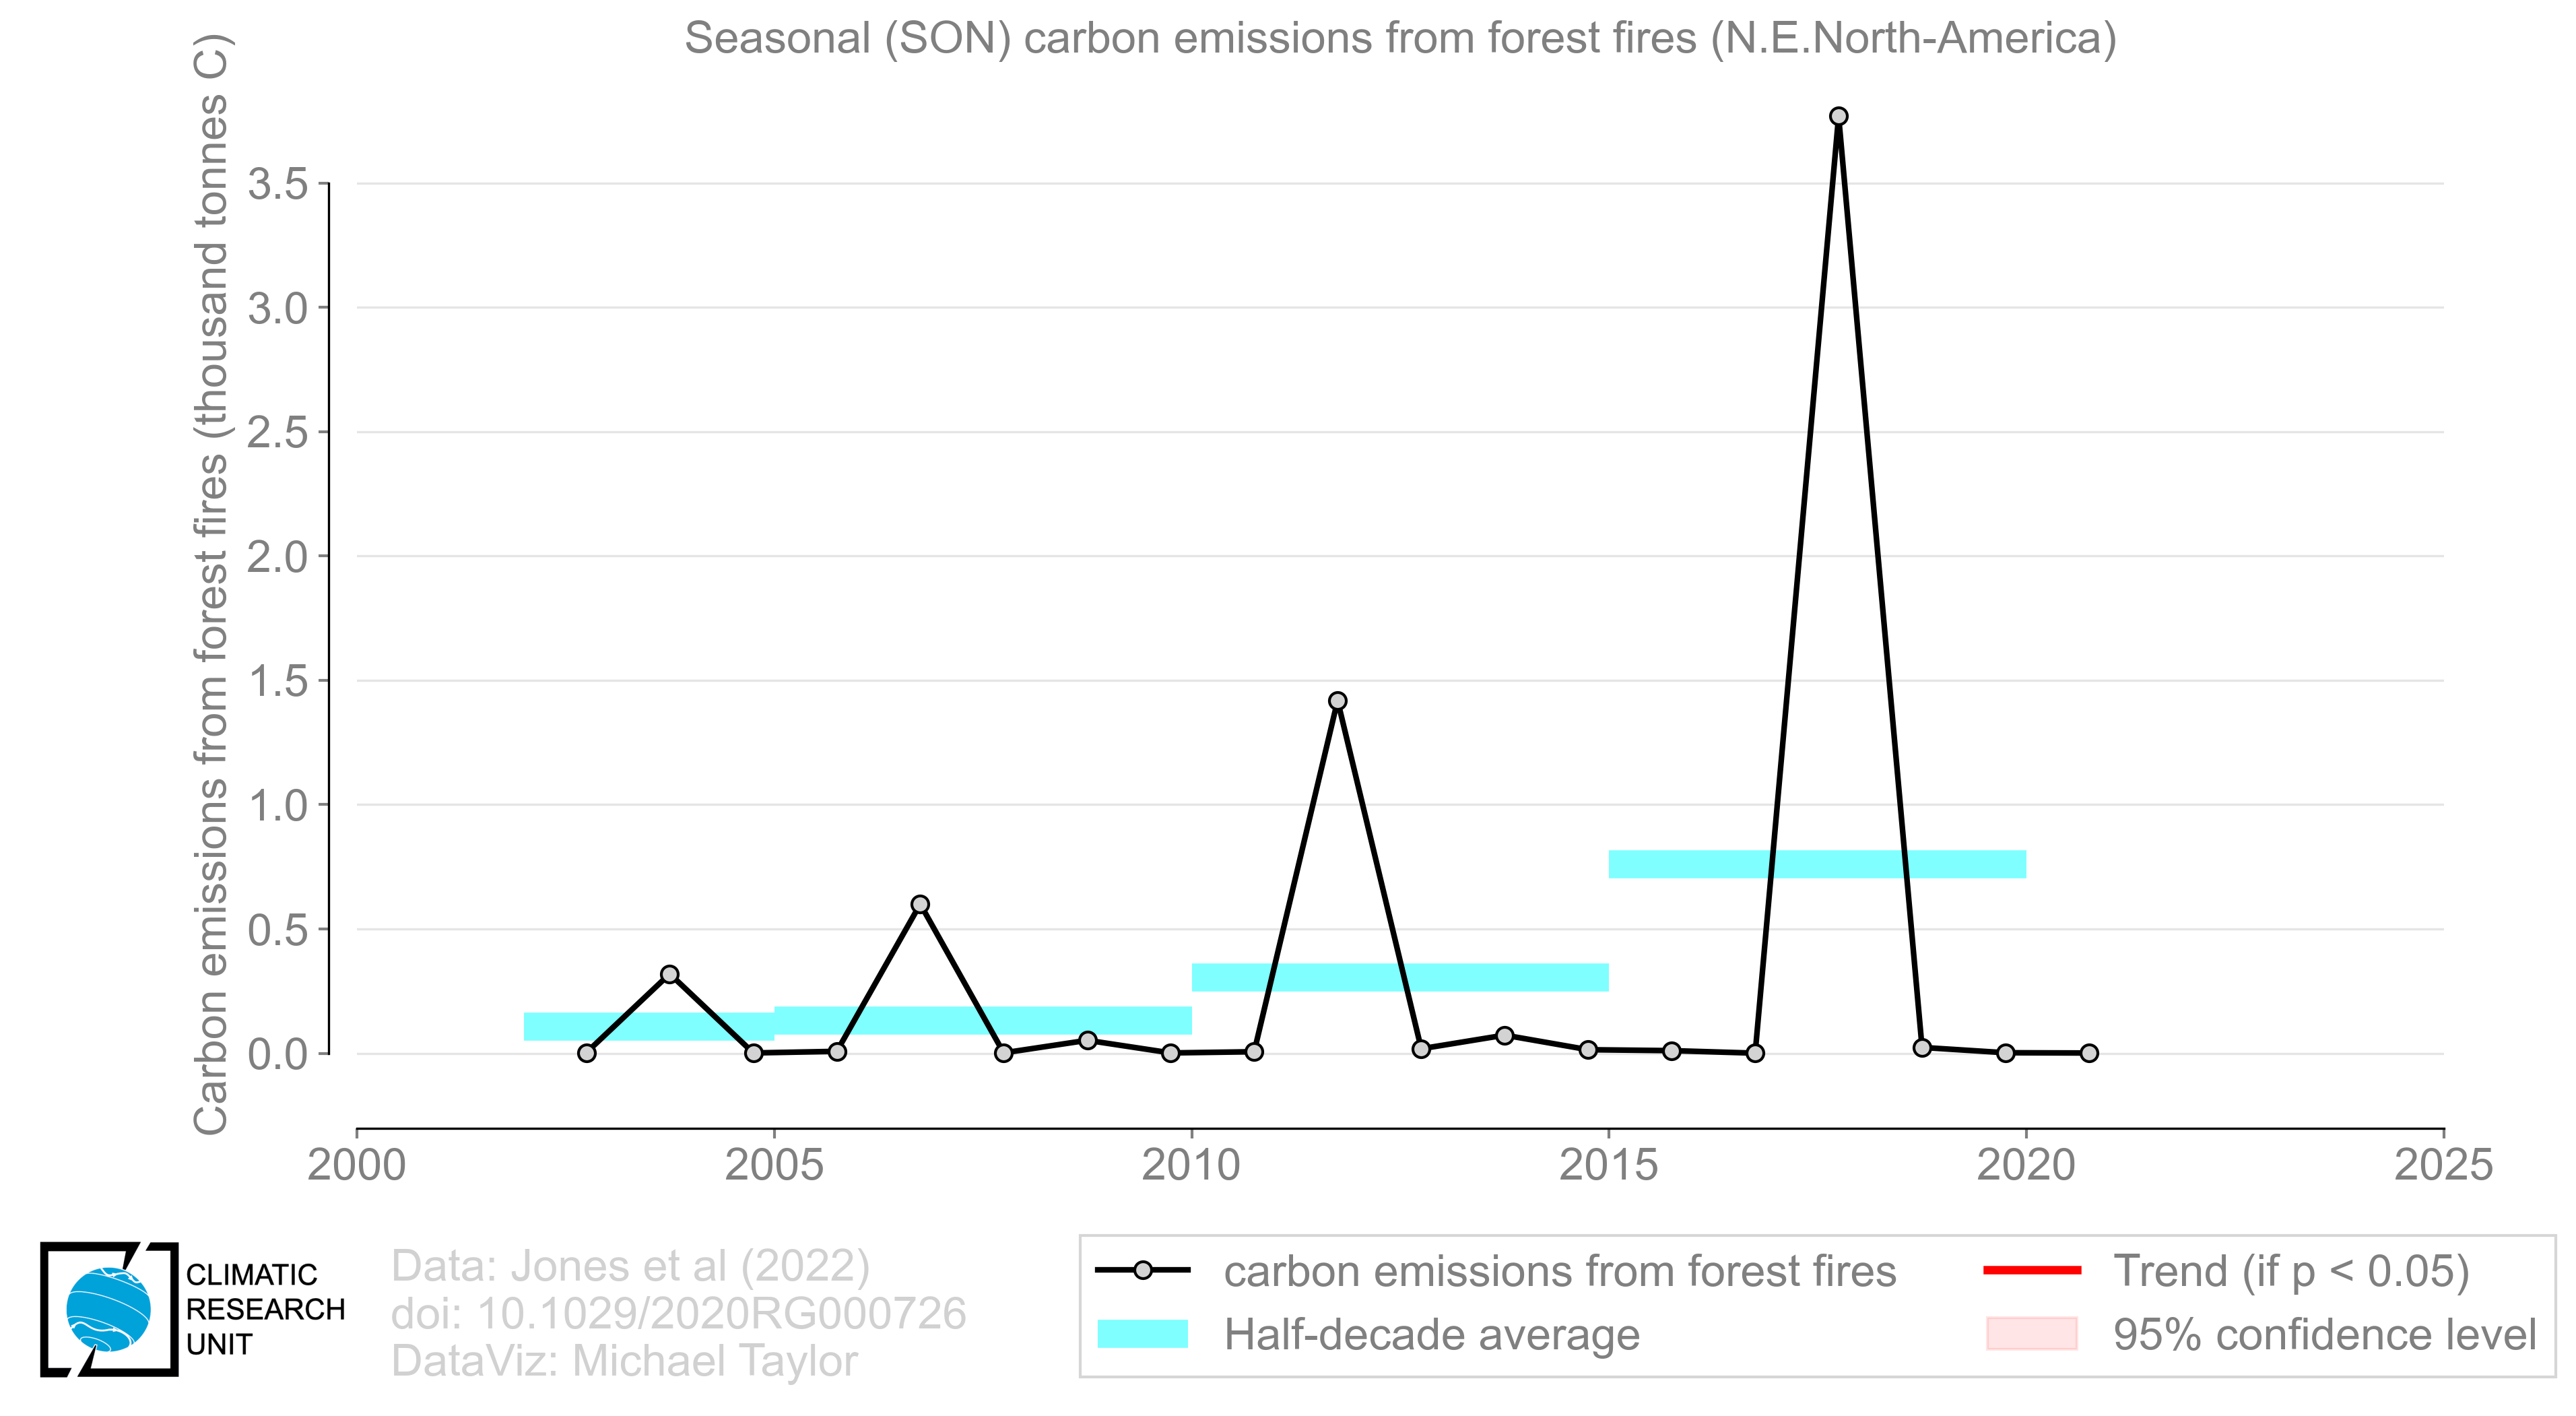 Seasonal (SON) carbon emissions from forest fires (N.E.North-America)
Carbon emissions from forest fires (thousand tonnes C)
3.5
3.0
2.5
2.0
1.5
1.0
0.5
0.0
2000
2005
2010
2015
2020
2025
CLIMATIC
RESEARCH
UNIT
Data: Jones et al (2022)
doi: 10.1029/2020RG000726
DataViz: Michael Taylor
carbon emissions from forest fires
Half-decade average
Trend (if p < 0.05)
95% confidence level